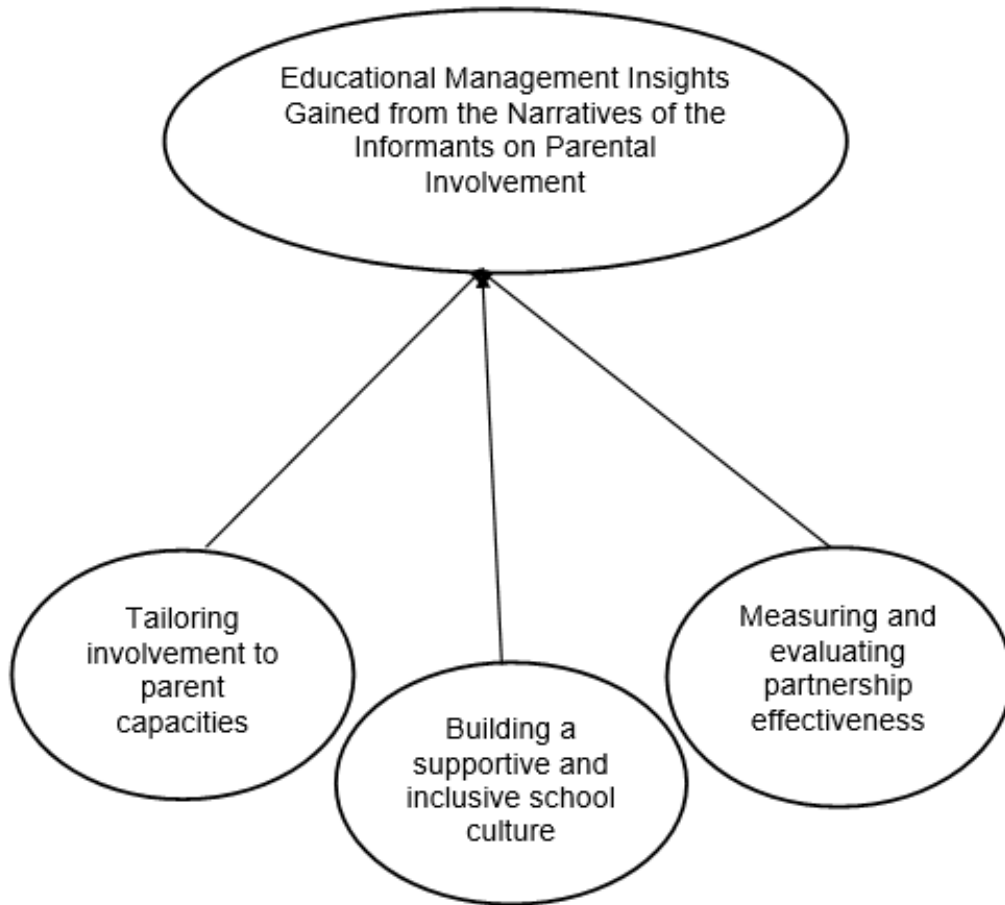 Educational Management Insights
Gained from the Narratives of the
Informants on Parental
Involvement
Tailoring
involvement to
parent
capacities
Building a
supportive and
inclusive school
culture
Measuring and
evaluating
partnership
effectiveness